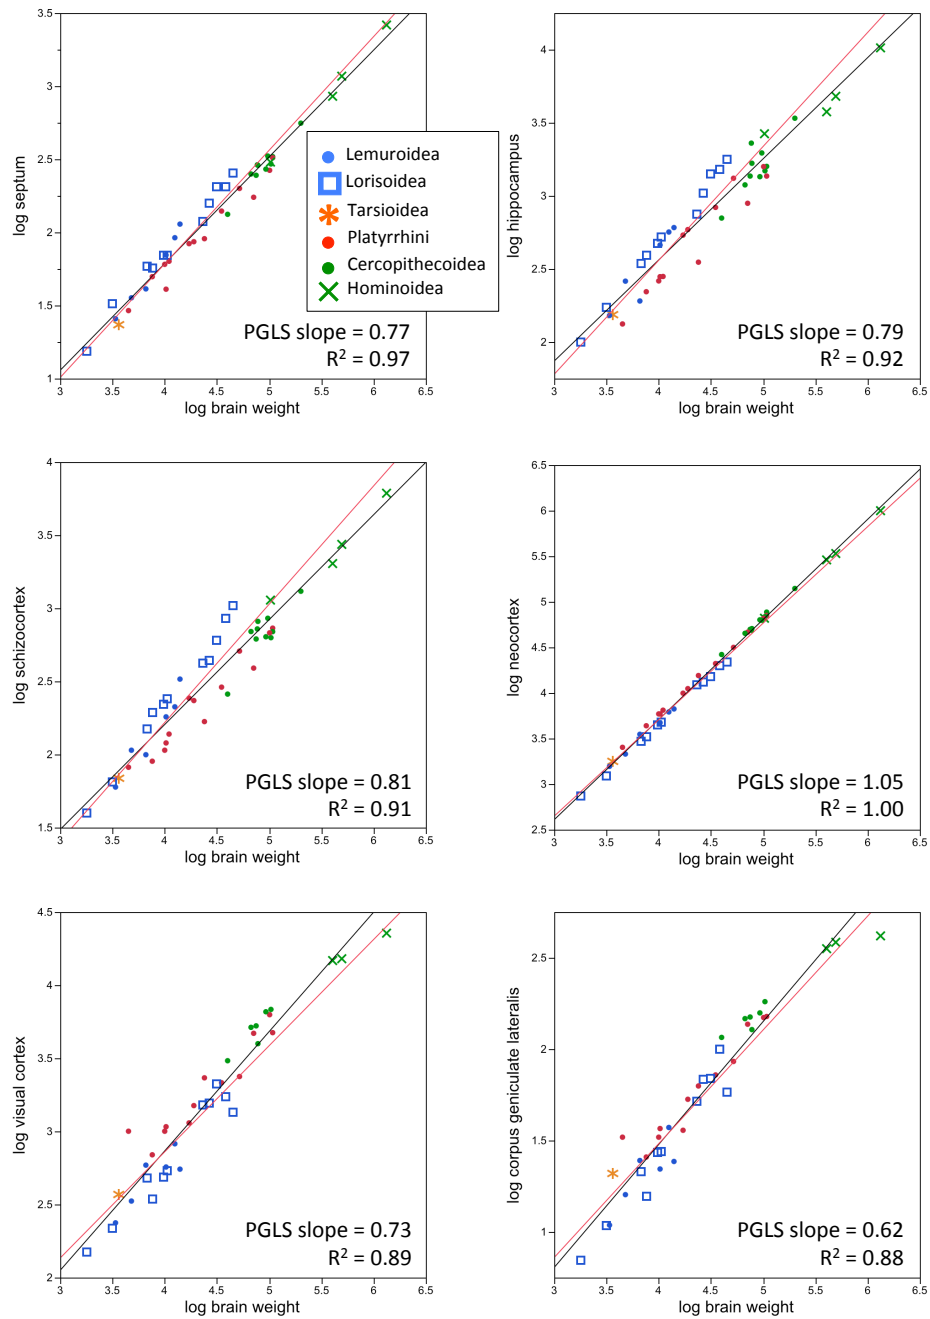 3.5
3
2.5
2
1.5
1
log septum
3 3.5 4 4.5 5 5.5 6 6.5
log brain weight
PGLS slope = 0.77
R² = 0.97
Lemuroidea
Lorisoidea
Tarsioidea
Platyrrhini
Cercopithecoidea
Hominoidea
4
3.5
3
2.5
2
log hippocampus
3 3.5 4 4.5 5 5.5 6 6.5
log brain weight
PGLS slope = 0.79
R² = 0.92
4
3.5
3
2.5
2
1.5
log schizocortex
3 3.5 4 4.5 5 5.5 6 6.5
log brain weight
PGLS slope = 0.81
R² = 0.91
6.5
6
5.5
5
4.5
4
3.5
3
2.5
log neocortex
3 3.5 4 4.5 5 5.5 6 6.5
log brain weight
PGLS slope = 1.05
R² = 1.00
4.5
4
3.5
3
2.5
2
log visual cortex
3 3.5 4 4.5 5 5.5 6 6.5
log brain weight
PGLS slope = 0.73
R² = 0.89
2.5
2
1.5
1
log corpus geniculate lateralis
3 3.5 4 4.5 5 5.5 6 6.5
log brain weight
PGLS slope = 0.62
R² = 0.88